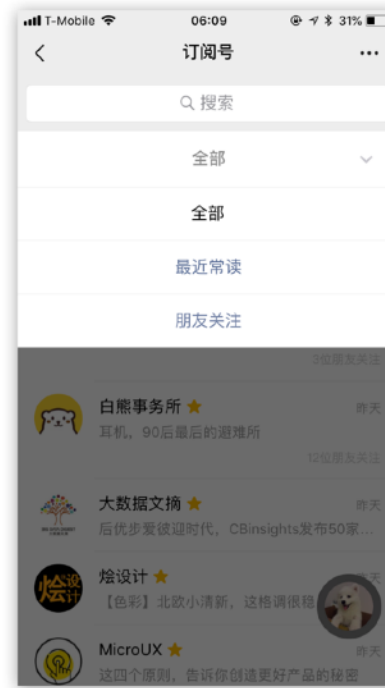 T-Mobile 06:09 31%
订阅号
搜索
全部
全部
最近常读
朋友关注
3位朋友关注
白熊事务所 昨天
耳机，90后最后的避难所
12位朋友关注
大数据文摘 昨天
后优步爱彼迎时代，CBinsights发布50家...
烩设计
烩设计 昨天
【色彩】北欧小清新，这格调很稳
MicroUX 昨天
这四个原则，告诉你创造更好产品的秘密